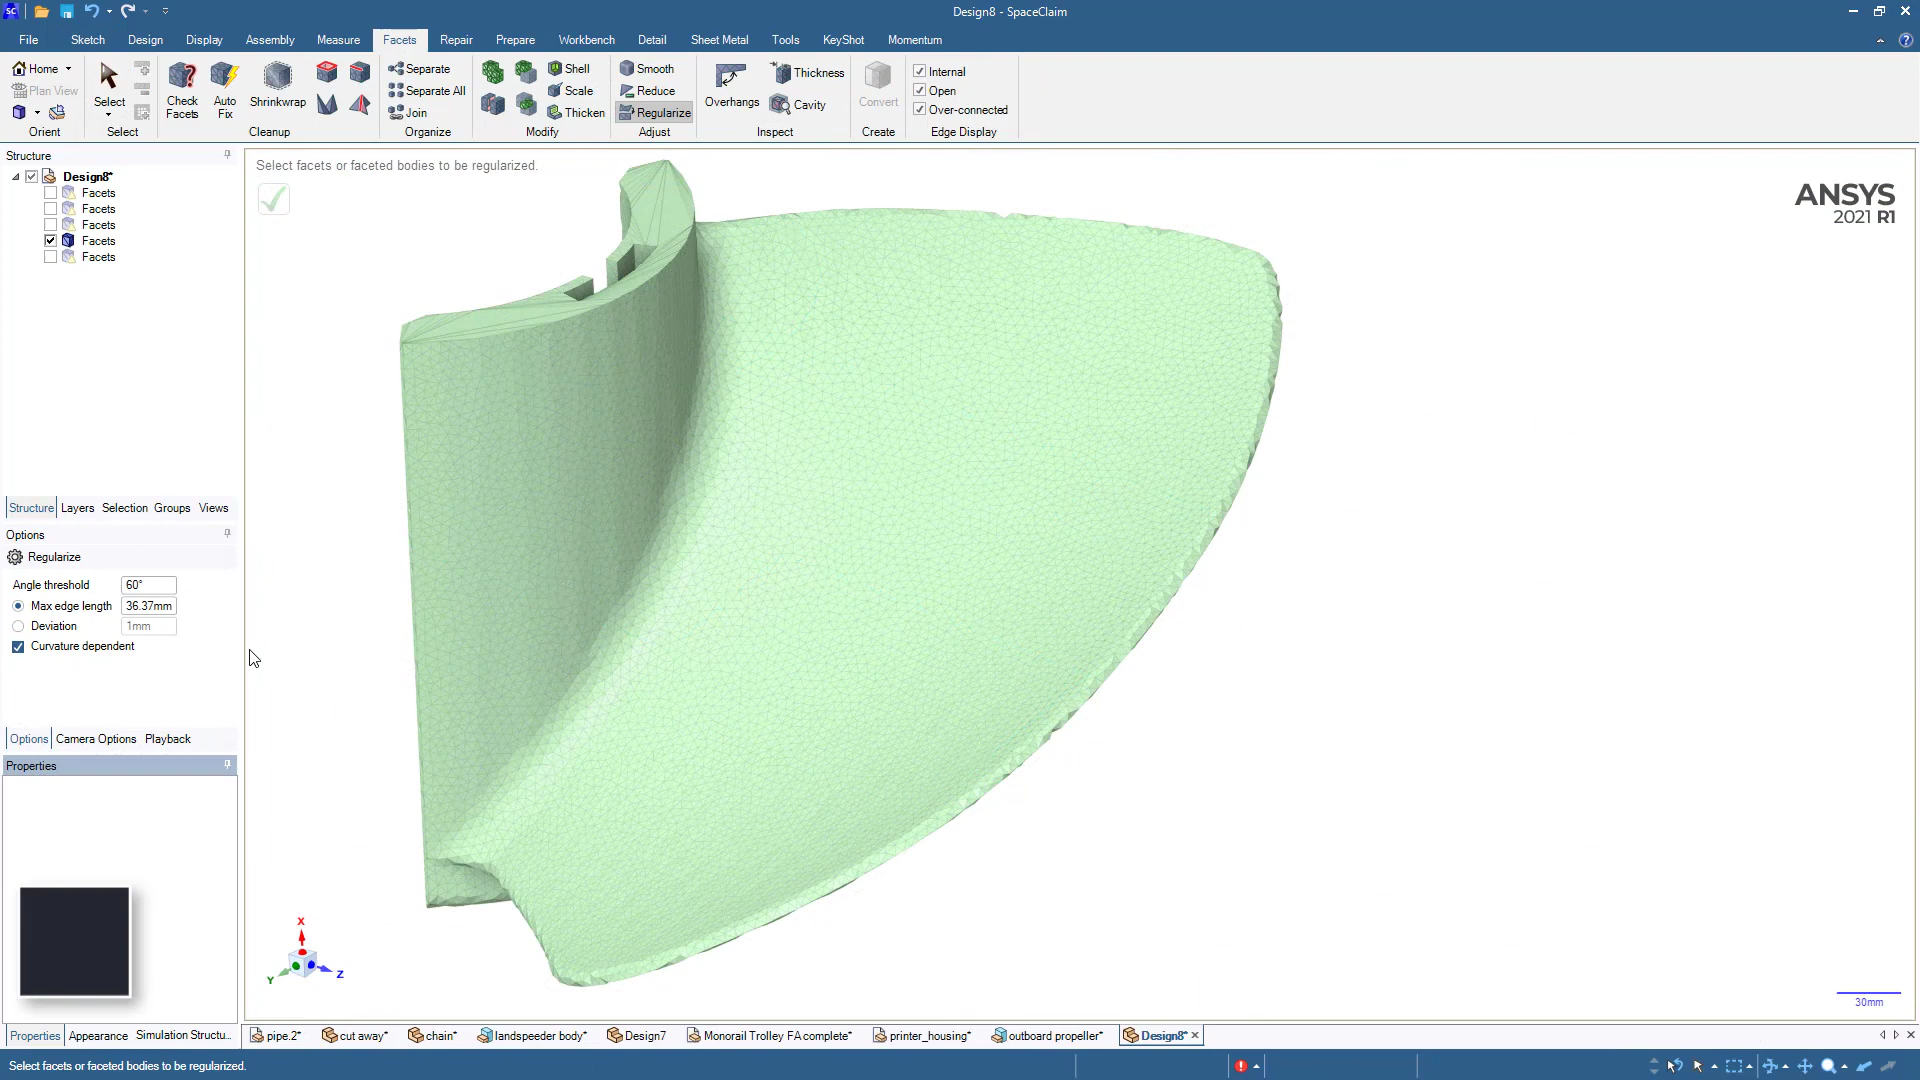 Design8 - SpaceClaim
File Sketch Design Display Assembly Measure Facets Repair Prepare Workbench Detail Sheet Metal Tools KeyShot Momentum
Home
Plan View
Orient
Select
Select
Check Facets
Auto Fix
Shrinkwrap
Cleanup
Separate
Separate All
Join
Organize
Shell
Scale
Thicken
Modify
Smooth
Reduce
Regularize
Adjust
Overhangs
Thickness
Cavity
Inspect
Convert
Create
Internal
Open
Over-connected
Edge Display
Structure
Design8*
Facets
Facets
Facets
Facets
Facets
Structure Layers Selection Groups Views
Options
Regularize
Angle threshold 60°
Max edge length 36.37mm
Deviation 1mm
Curvature dependent
Options Camera Options Playback
Properties
Properties Appearance Simulation Structu...
Select facets or faceted bodies to be regularized.
ANSYS
2021 R1
X
Y
Z
30mm
pipe.2* cut away* chain* landspeeder body* Design7 Monorail Trolley FA complete* printer_housing* outboard propeller* Design8*
Select facets or faceted bodies to be regularized.